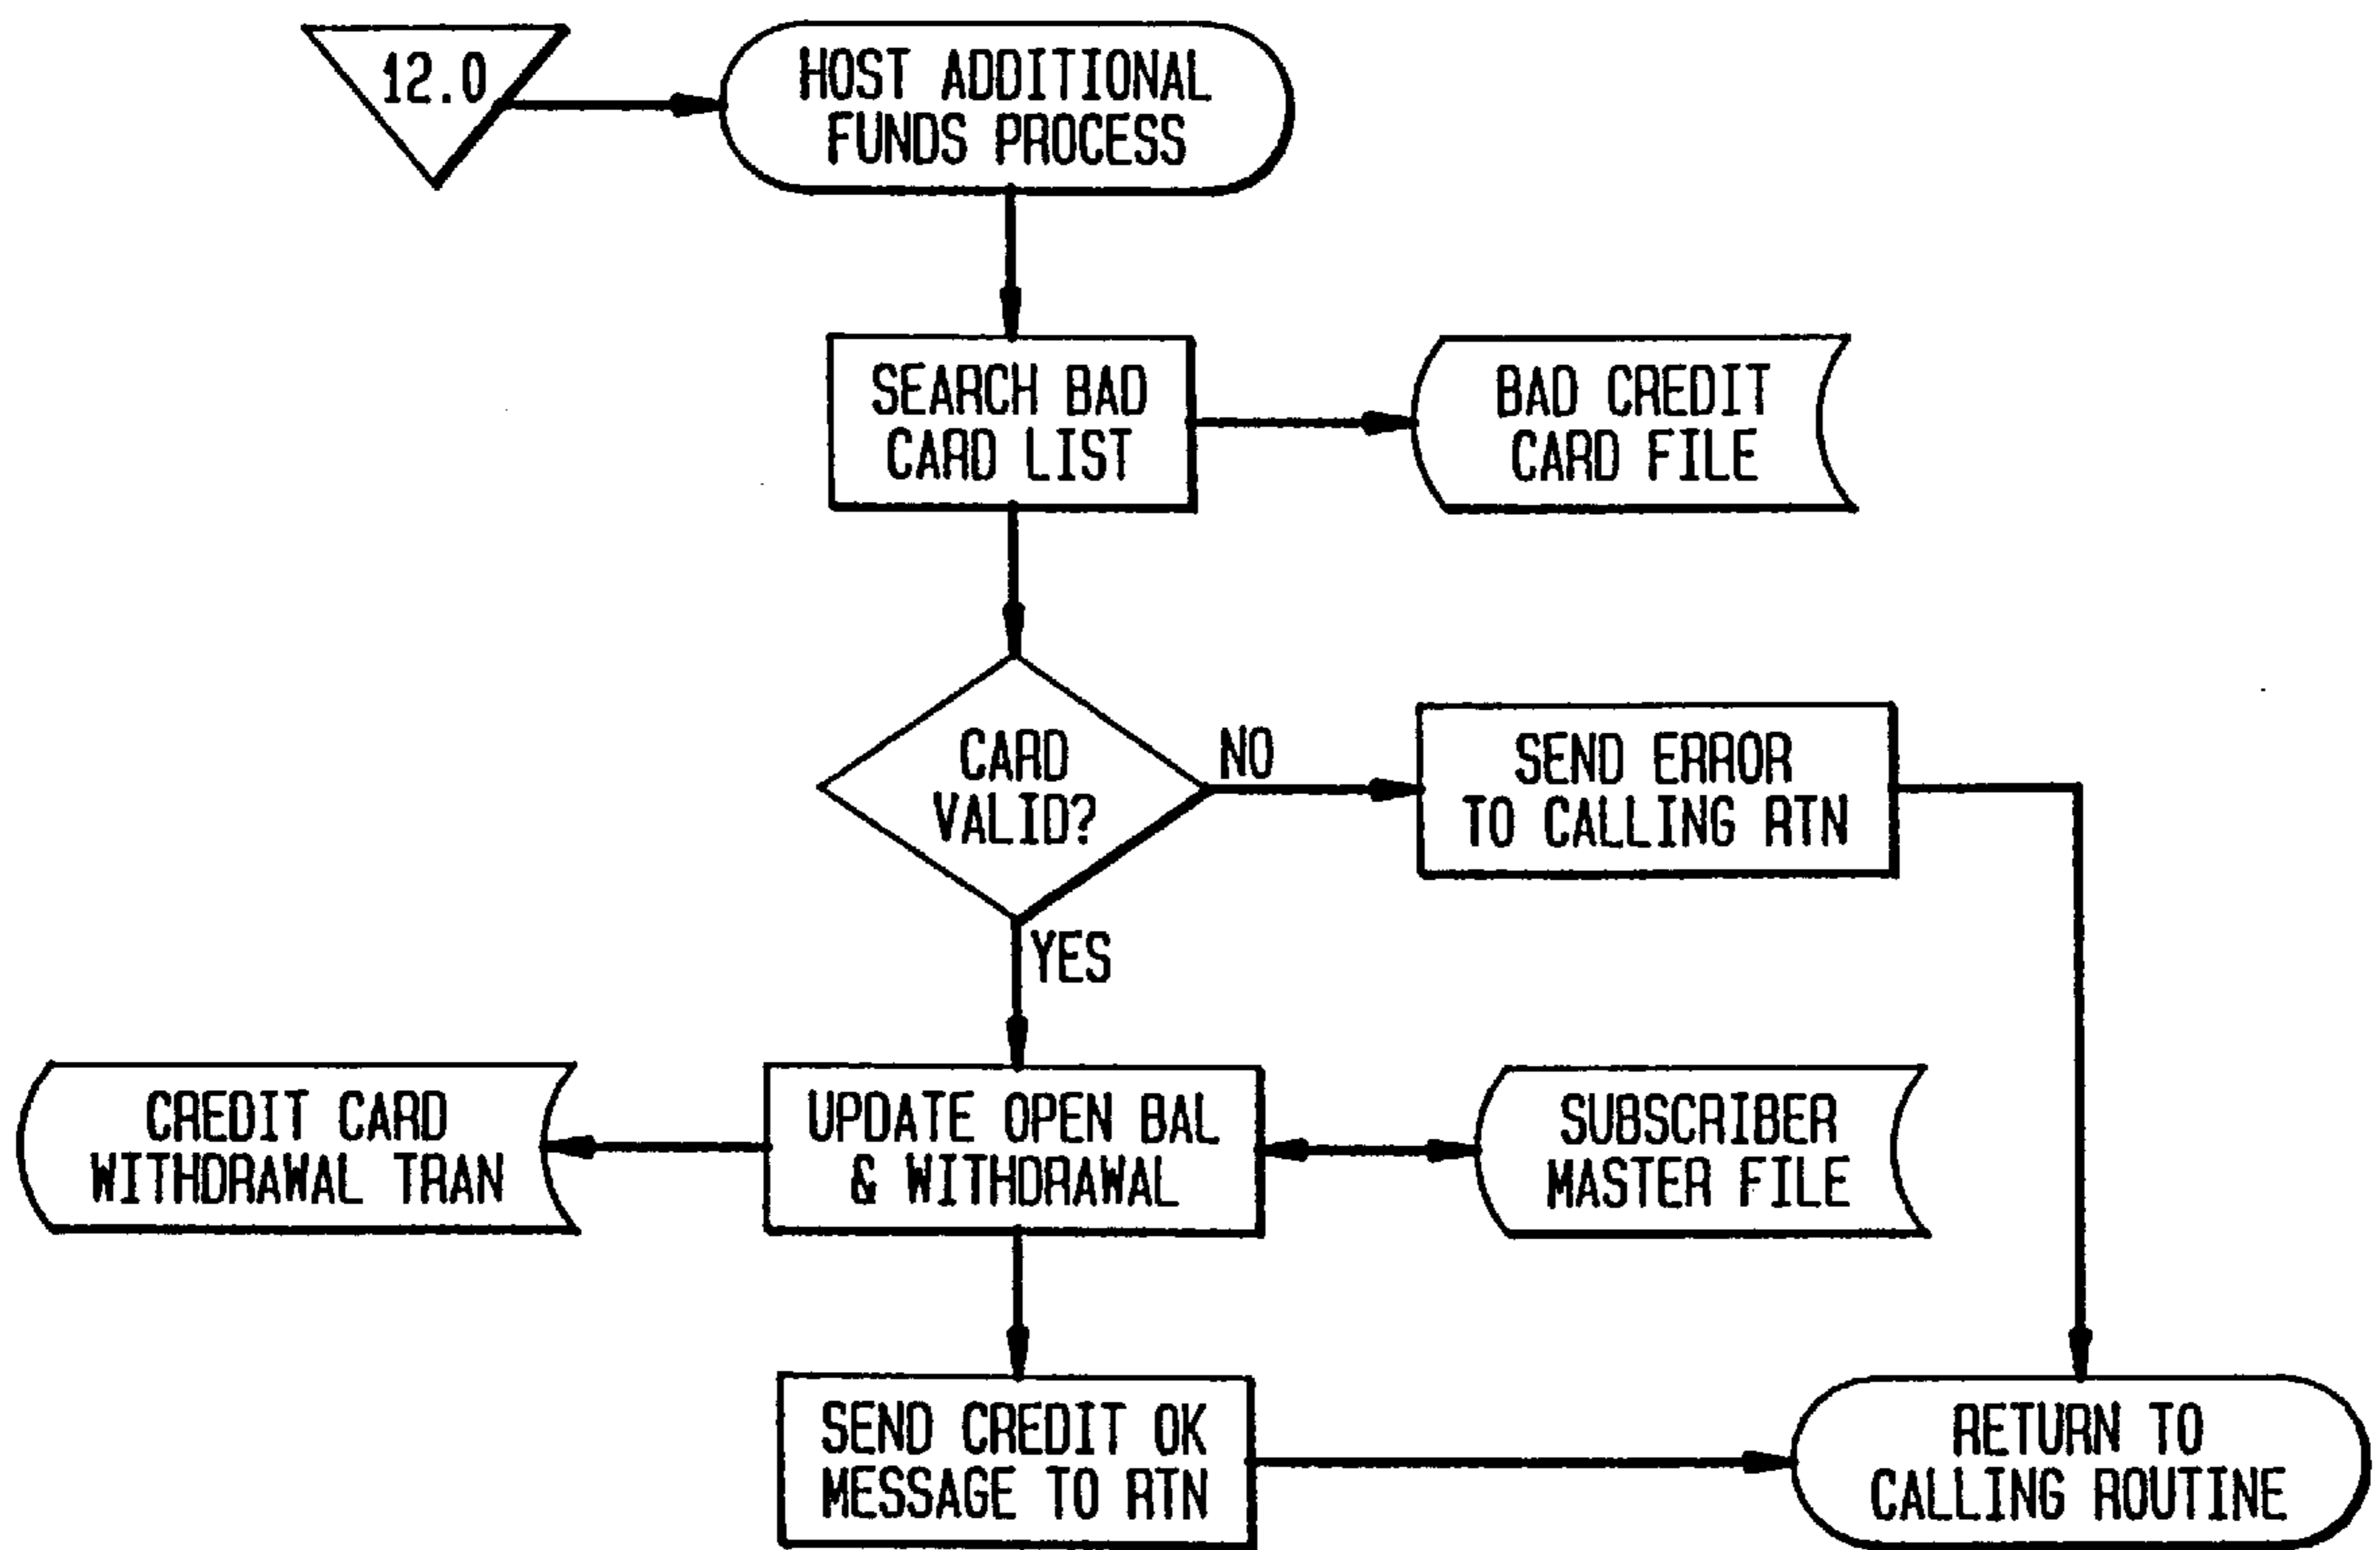 12.0
HOST ADDITIONAL
FUNDS PROCESS
SEARCH BAD
CARD LIST
BAD CREDIT
CARD FILE
CARD
VALID?
NO
SEND ERROR
TO CALLING RTN
YES
CREDIT CARD
WITHDRAWAL TRAN
UPDATE OPEN BAL
& WITHDRAWAL
SUBSCRIBER
MASTER FILE
SEND CREDIT OK
MESSAGE TO RTN
RETURN TO
CALLING ROUTINE